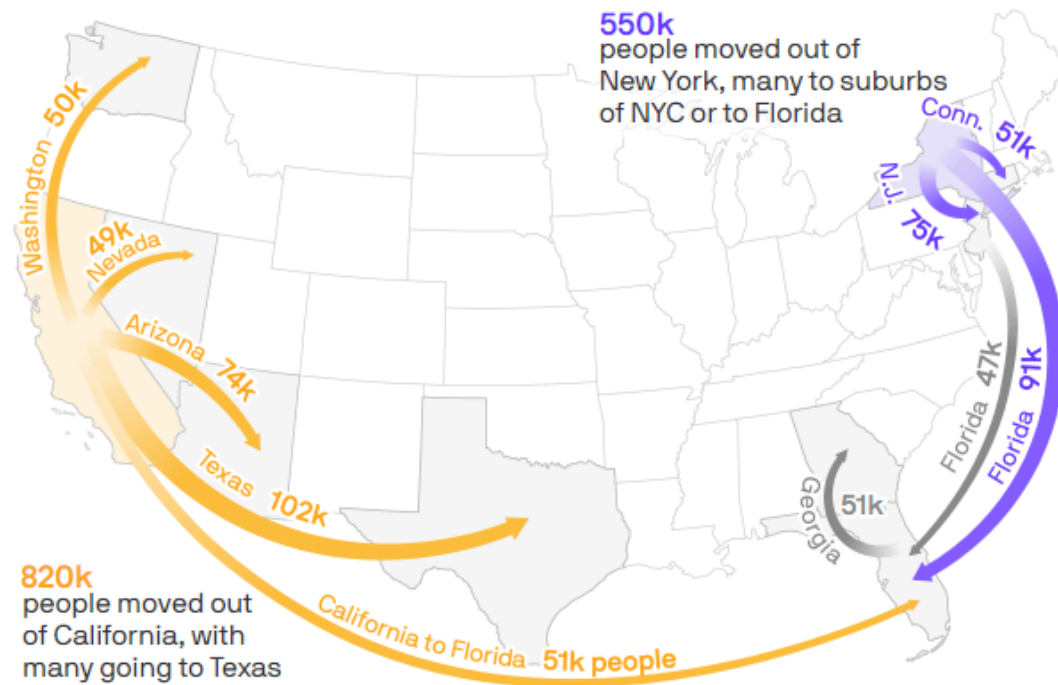 550k
people moved out of
New York, many to suburbs
of NYC or to Florida
Washington 50k
49k
Nevada
Arizona 74k
Texas 102k
California to Florida 51k people
Conn. 51k
N.J. 75k
Florida 47k
Florida 91k
Georgia
51k
820k
people moved out
of California, with
many going to Texas